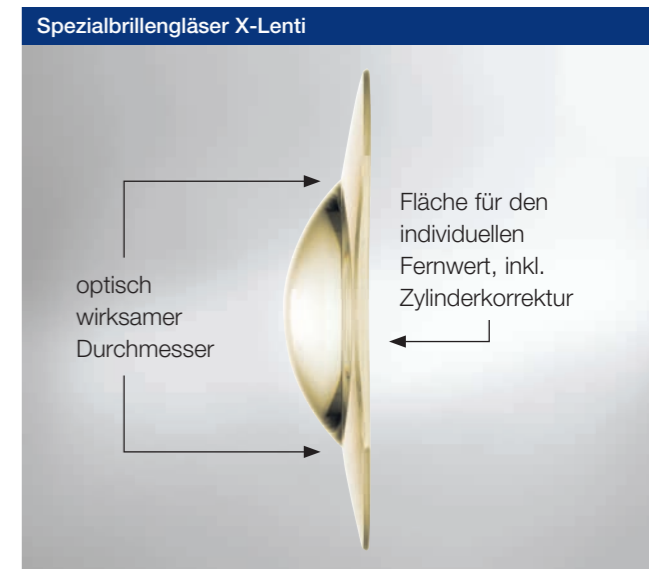 Spezialbrillengläser X-Lenti
optisch
wirksamer
Durchmesser
Fläche für den
individuellen
Fernwert, inkl.
Zylinderkorrektur